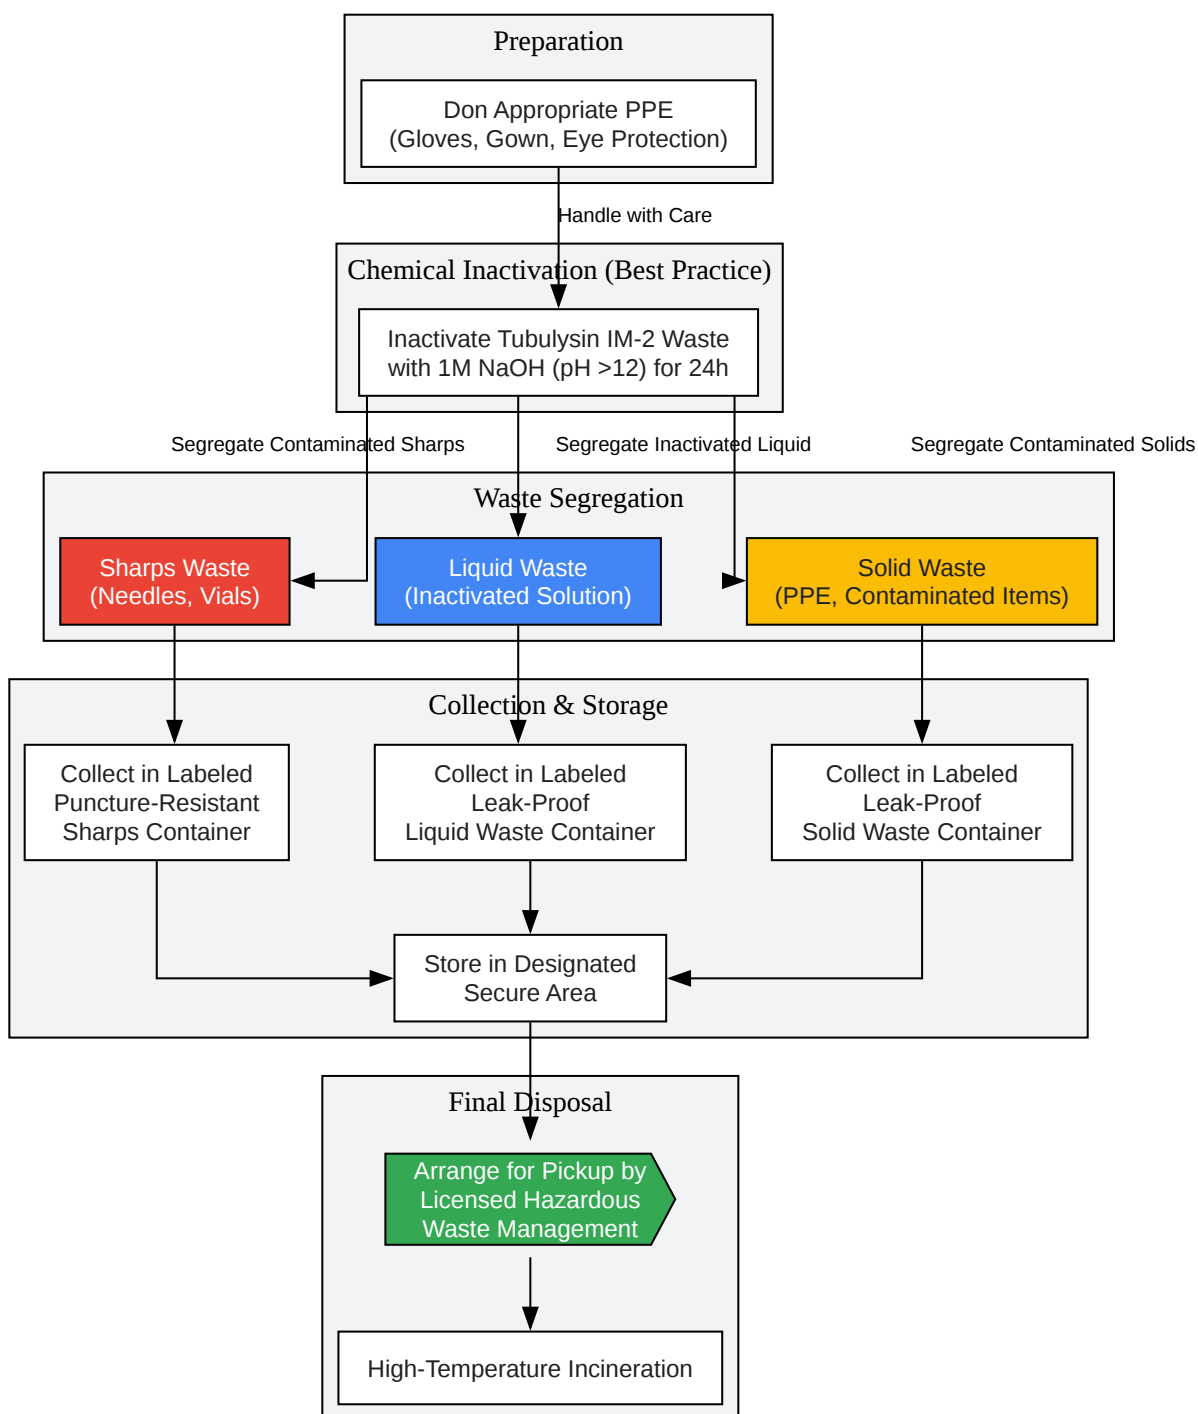 Preparation
Don Appropriate PPE
(Gloves, Gown, Eye Protection)
Handle with Care
Chemical Inactivation (Best Practice)
Inactivate Tubulysin IM-2 Waste
with 1M NaOH (pH >12) for 24h
Segregate Contaminated Sharps
Segregate Inactivated Liquid
Segregate Contaminated Solids
Waste Segregation
Sharps Waste
(Needles, Vials)
Liquid Waste
(Inactivated Solution)
Solid Waste
(PPE, Contaminated Items)
Collection & Storage
Collect in Labeled
Puncture-Resistant
Sharps Container
Collect in Labeled
Leak-Proof
Liquid Waste Container
Collect in Labeled
Leak-Proof
Solid Waste Container
Store in Designated
Secure Area
Final Disposal
Arrange for Pickup by
Licensed Hazardous
Waste Management
High-Temperature Incineration